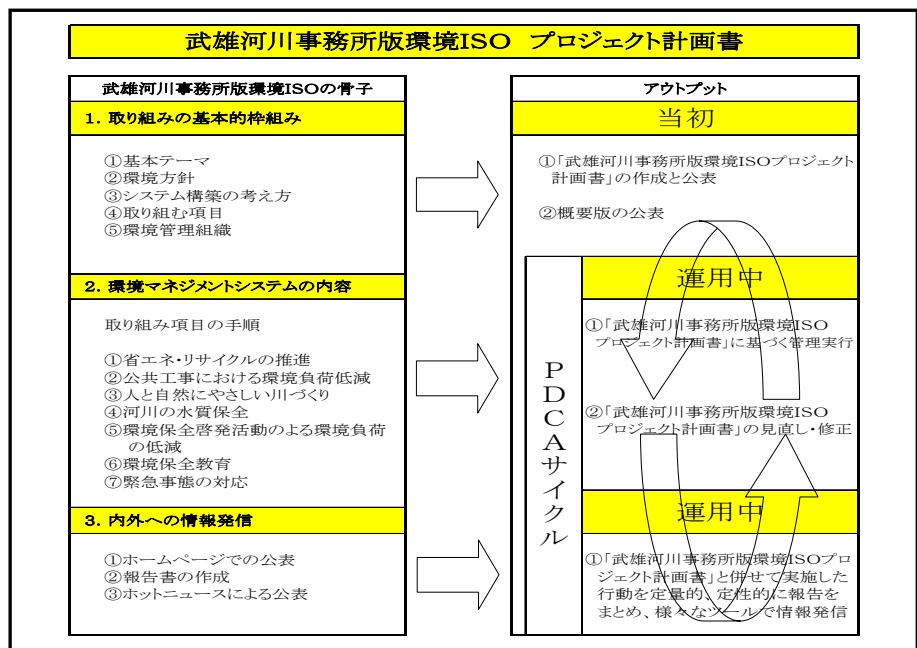 武雄河川事務所版環境ISO プロジェクト計画書
武雄河川事務所版環境ISOの骨子
1. 取り組みの基本的枠組み
①基本テーマ
②環境方針
③システム構築の考え方
④取り組む項目
⑤環境管理組織
2. 環境マネジメントシステムの内容
取り組み項目の手順
①省エネ・リサイクルの推進
②公共工事における環境負荷低減
③人と自然にやさしい川づくり
④河川の水質保全
⑤環境保全啓発活動のよる環境負荷
の低減
⑥環境保全教育
⑦緊急事態の対応
3. 内外への情報発信
①ホームページでの公表
②報告書の作成
③ホットニュースによる公表
アウトプット
当初
①「武雄河川事務所版環境ISOプロジェクト
計画書」の作成と公表
②概要版の公表
PDCAサイクル
運用中
①「武雄河川事務所版環境ISO
プロジェクト計画書」に基づく管理実行
②「武雄河川事務所版環境ISO
プロジェクト計画書」の見直し・修正
運用中
①「武雄河川事務所版環境ISOプロ
ジェクト計画書」と併せて実施した
行動を定量的、定性的に報告を
まとめ、様々なツールで情報発信